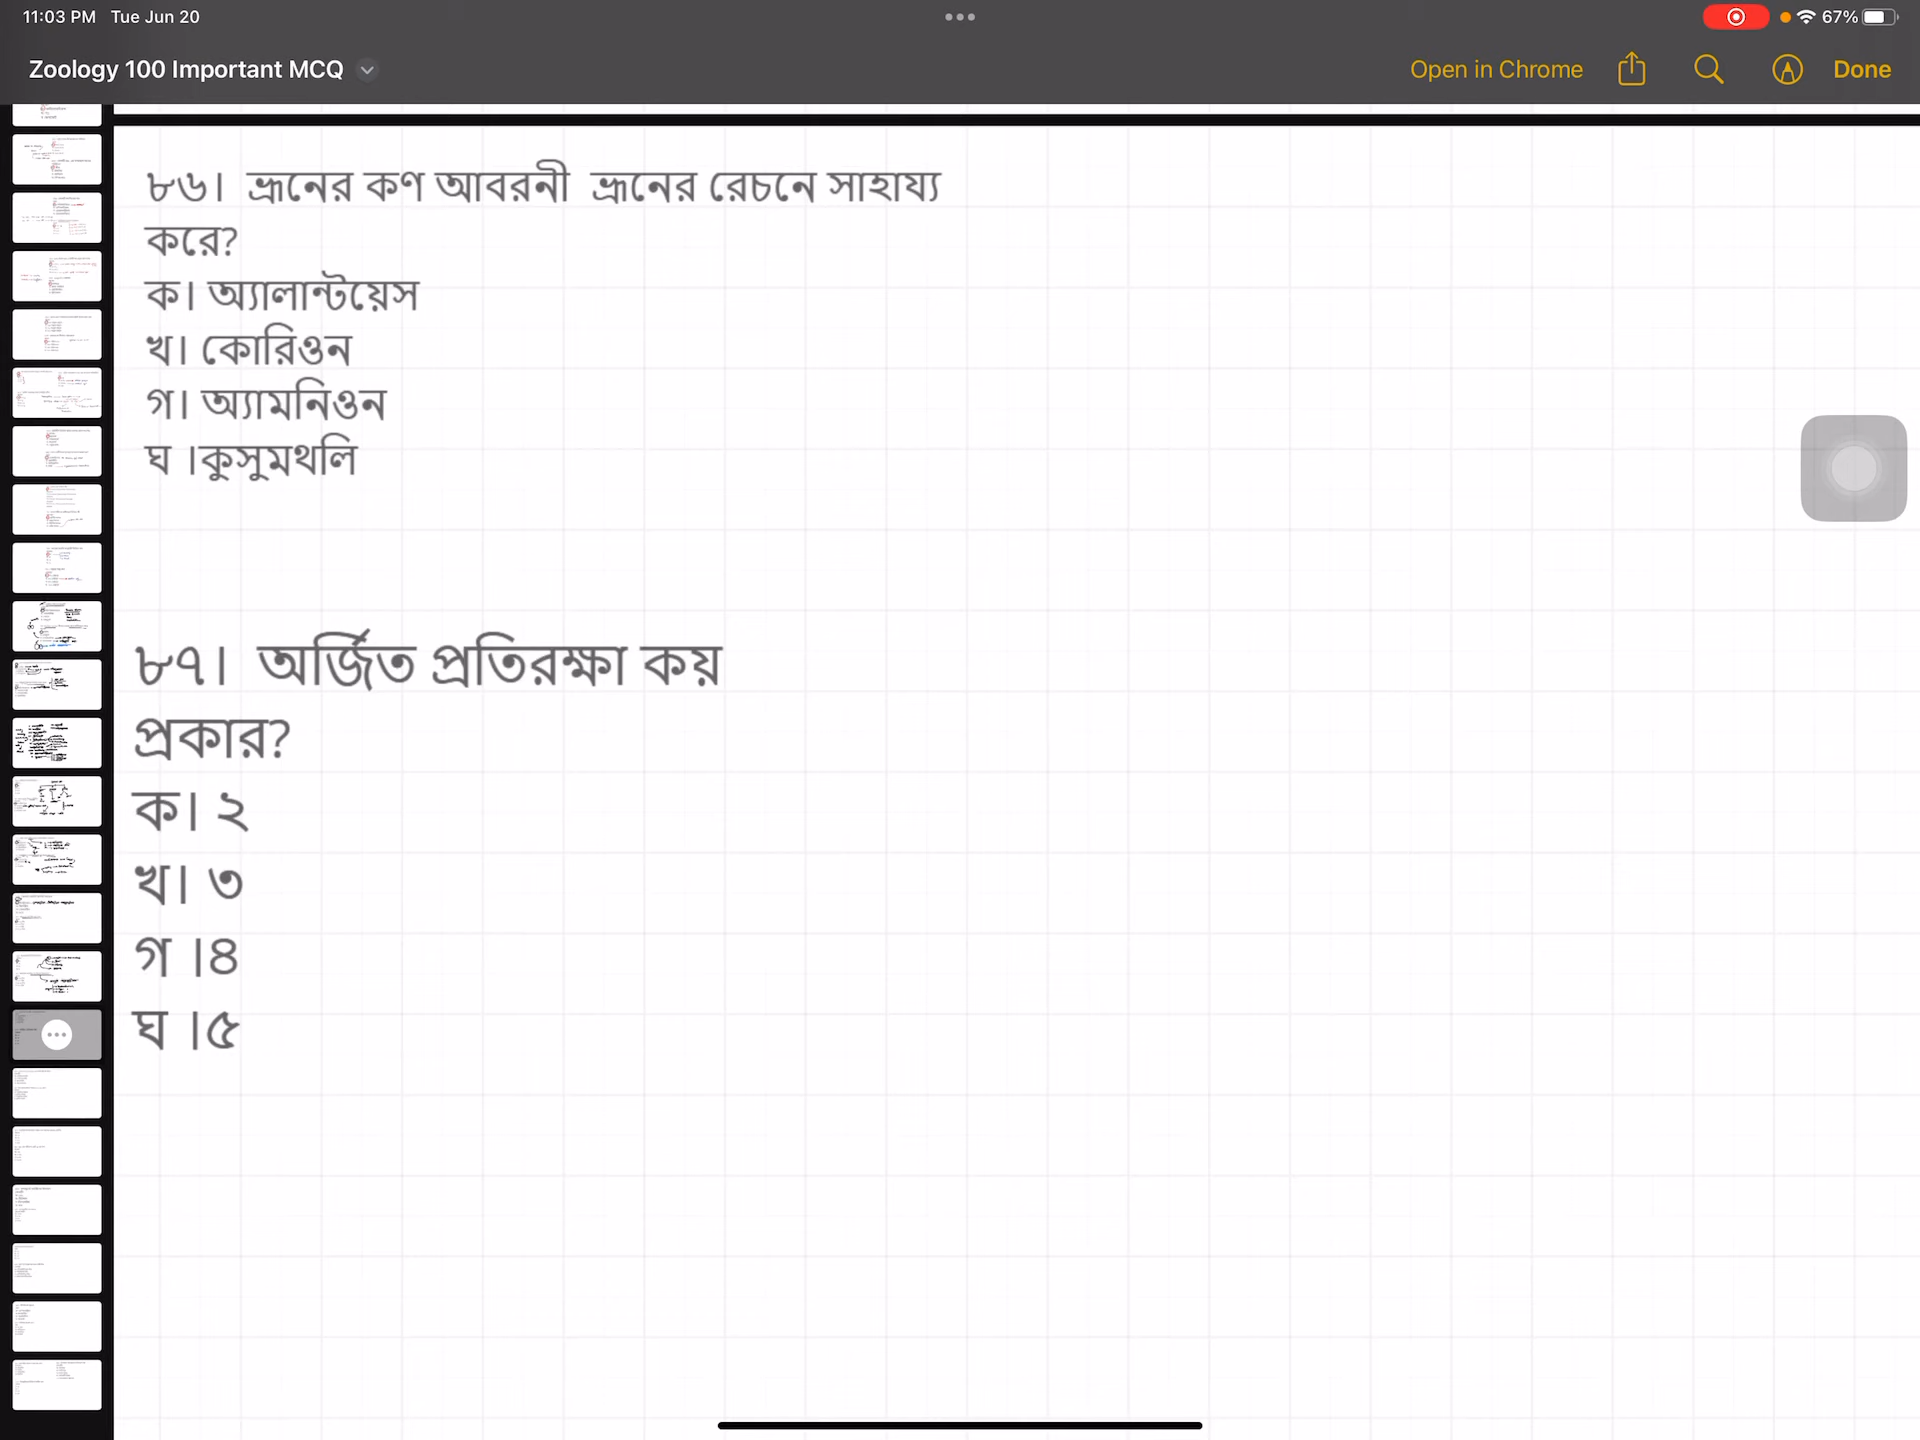 11:03 PM Tue Jun 20
67%
Zoology 100 Important MCQ
Open in Chrome
Done
৮৬। ভ্রূনের কণ আবরনী ভ্রূনের রেচনে সাহায্য
করে?
ক। অ্যালান্টয়েস
খ। কোরিওন
গ। অ্যামনিওন
ঘ ।কুসুমথলি
৮৭। অর্জিত প্রতিরক্ষা কয়
প্রকার?
ক। ২
খ। ৩
গ ।৪
ঘ ।৫